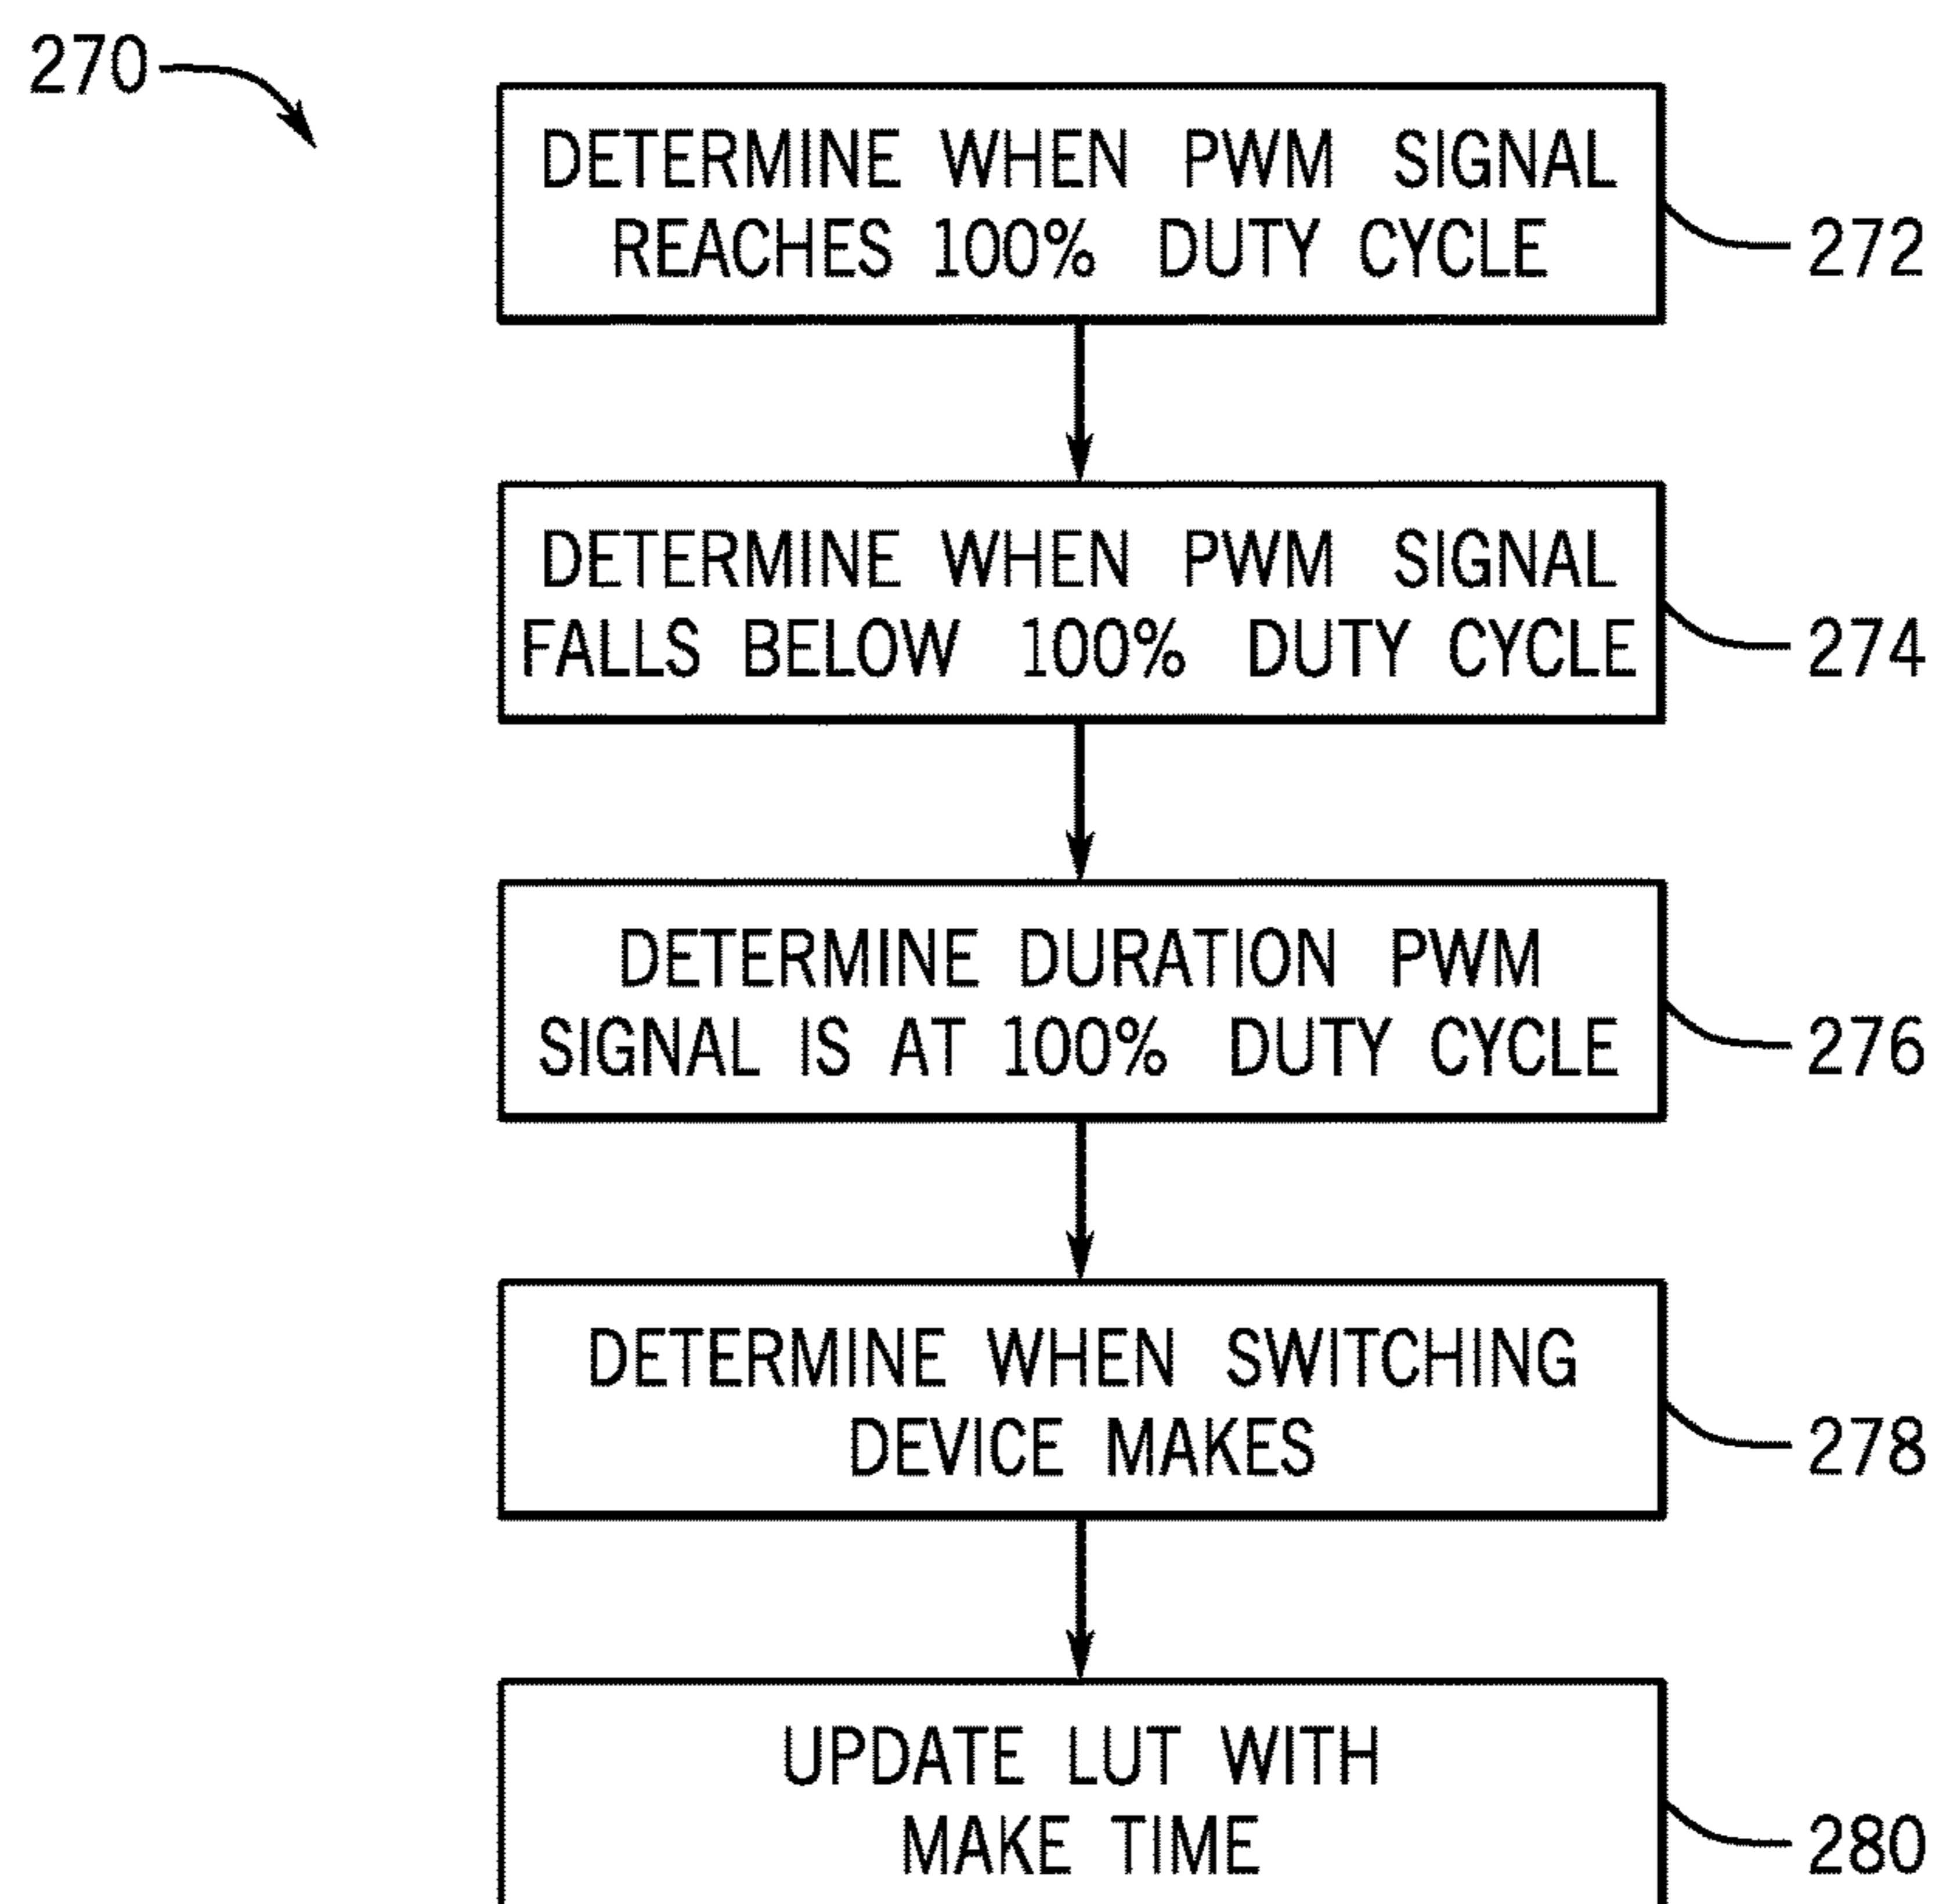 270
DETERMINE WHEN PWM SIGNAL
REACHES 100% DUTY CYCLE
272
DETERMINE WHEN PWM SIGNAL
FALLS BELOW 100% DUTY CYCLE
274
DETERMINE DURATION PWM
SIGNAL IS AT 100% DUTY CYCLE
276
DETERMINE WHEN SWITCHING
DEVICE MAKES
278
UPDATE LUT WITH
MAKE TIME
280